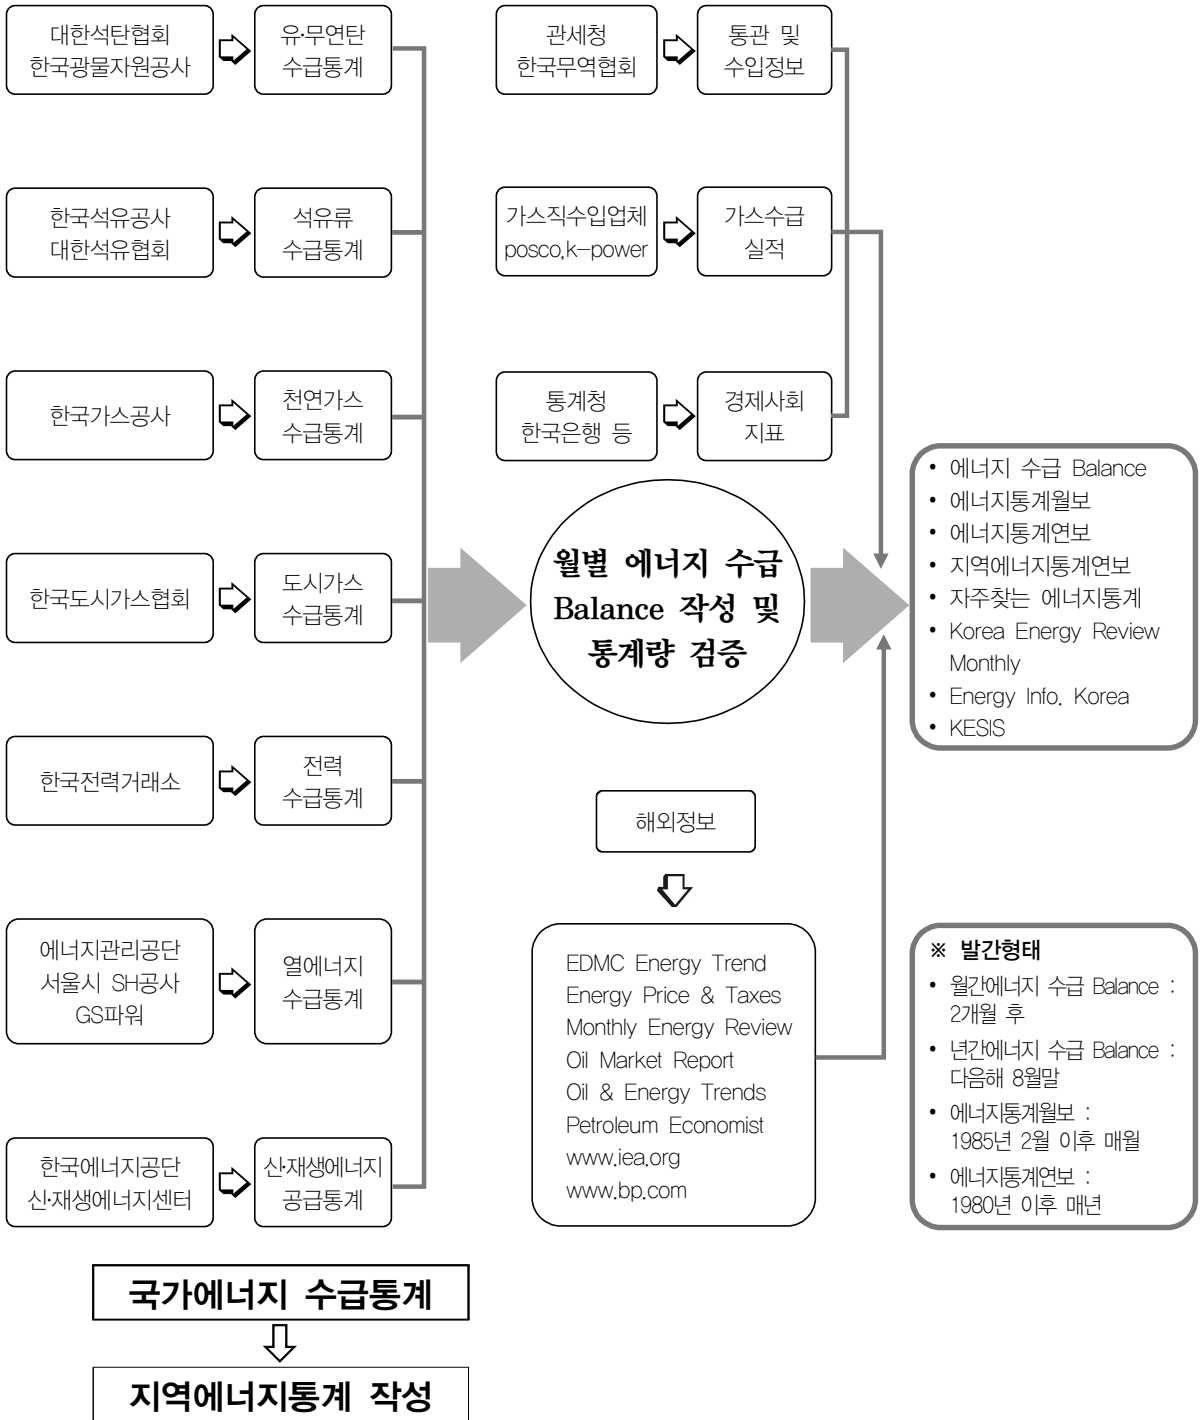 대한석탄협회
한국광물자원공사
유·무연탄
수급통계
한국석유공사
대한석유협회
석유류
수급통계
한국가스공사
천연가스
수급통계
한국도시가스협회
도시가스
수급통계
한국전력거래소
전력
수급통계
에너지관리공단
서울시 SH공사
GS파워
열에너지
수급통계
한국에너지공단
신·재생에너지센터
신·재생에너지
공급통계
관세청
한국무역협회
통관 및
수입정보
가스직수입업체
posco,k-power
가스수급
실적
통계청
한국은행 등
경제사회
지표
월별 에너지 수급
Balance 작성 및
통계량 검증
해외정보
EDMC Energy Trend
Energy Price & Taxes
Monthly Energy Review
Oil Market Report
Oil & Energy Trends
Petroleum Economist
www.iea.org
www.bp.com
• 에너지 수급 Balance
• 에너지통계월보
• 에너지통계연보
• 지역에너지통계연보
• 자주찾는 에너지통계
• Korea Energy Review
Monthly
• Energy Info. Korea
• KESIS
※ 발간형태
• 월간에너지 수급 Balance :
2개월 후
• 년간에너지 수급 Balance :
다음해 8월말
• 에너지통계월보 :
1985년 2월 이후 매월
• 에너지통계연보 :
1980년 이후 매년
국가에너지 수급통계
지역에너지통계 작성